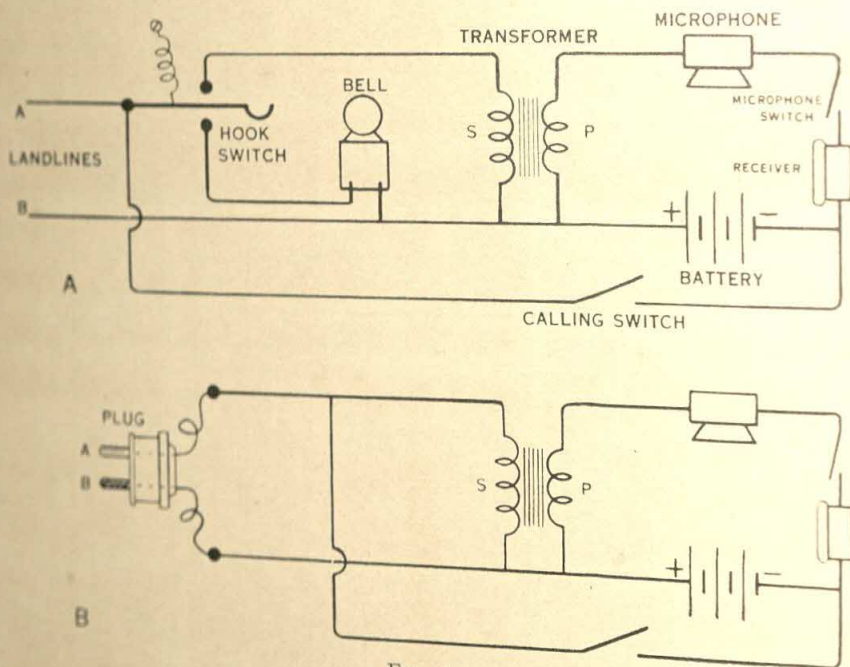 TRANSFORMER
MICROPHONE
BELL
A
HOOK
SWITCH
S
P
MICROPHONE
SWITCH
LANDLINES
RECEIVER
B
+
−
A
BATTERY
CALLING SWITCH
PLUG
A
B
S
P
+
−
B